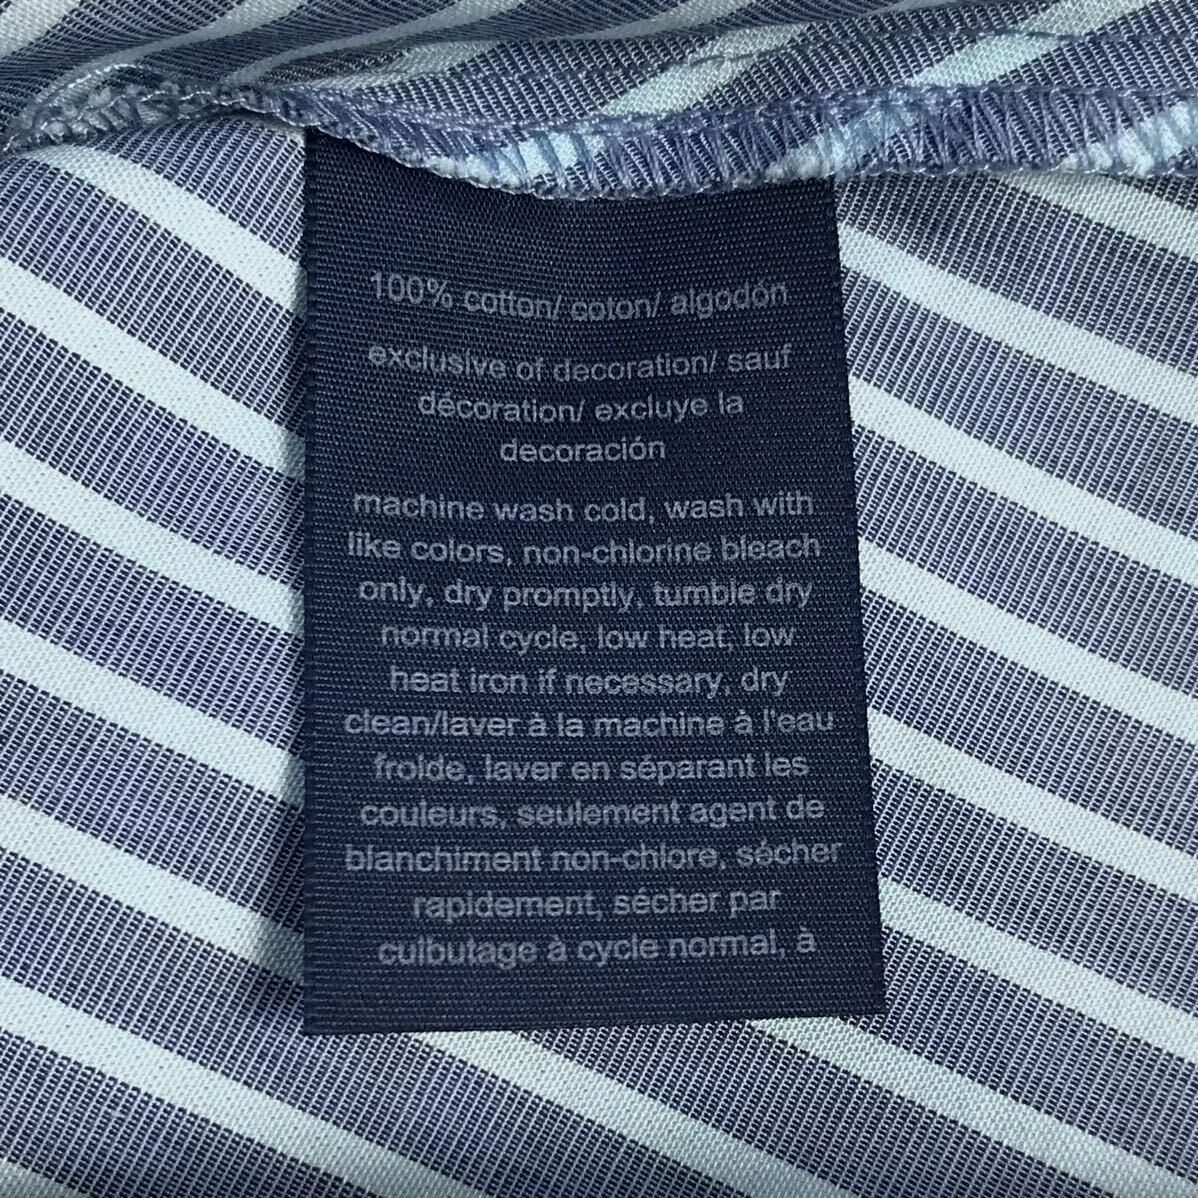 100% cotton/ coton/ algodón
exclusive of decoration/ sauf
décoration/ excluye la
decoración
machine wash cold, wash with
like colors, non-chlorine bleach
only, dry promptly, tumble dry
normal cycle, low heat, low
heat iron if necessary, dry
clean/laver à la machine à l'eau
froide, laver en séparant les
couleurs, seulement agent de
blanchiment non-chlore, sécher
rapidement, sécher par
culbutage à cycle normal, à